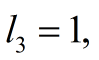 l₃ = 1,